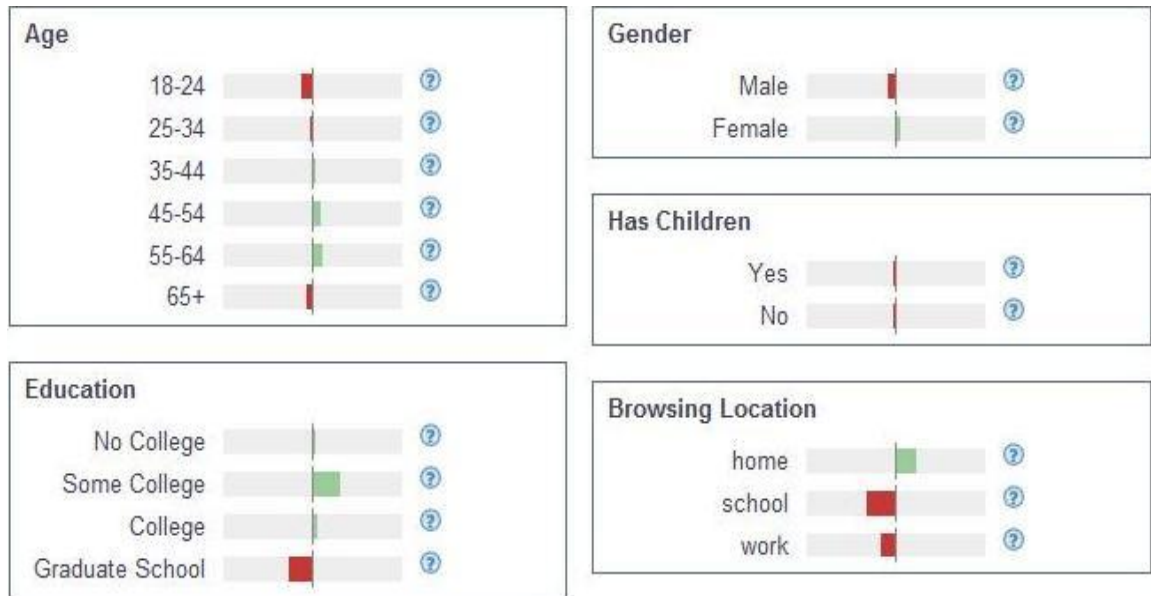 Age
18-24 ?
25-34 ?
35-44 ?
45-54 ?
55-64 ?
65+ ?
Education
No College ?
Some College ?
College ?
Graduate School ?
Gender
Male ?
Female ?
Has Children
Yes ?
No ?
Browsing Location
home ?
school ?
work ?